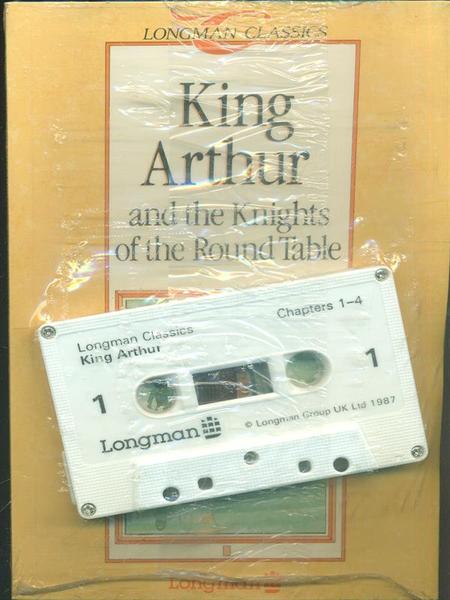 LONGMAN CLASSICS
King
Arthur
and the Knights
of the Round Table
Longman Classics
King Arthur
Chapters 1-4
1
1
Longman
© Longman Group UK Ltd 1987
Longman